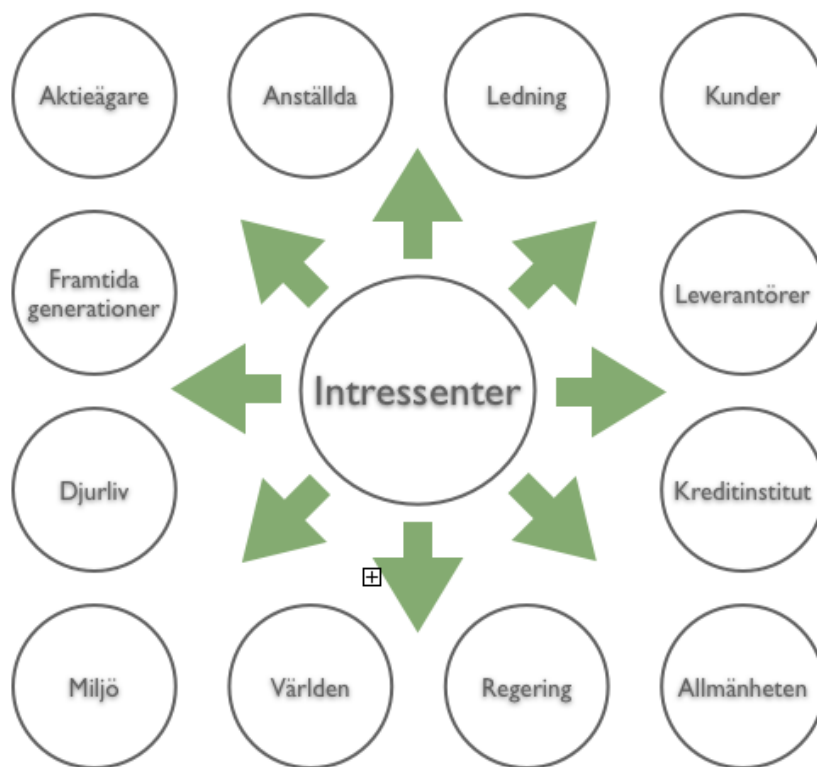 Aktieägare
Anställda
Ledning
Kunder
Framtida
generationer
Leverantörer
Intressenter
Djurliv
Kreditinstitut
Miljö
Världen
Regering
Allmänheten